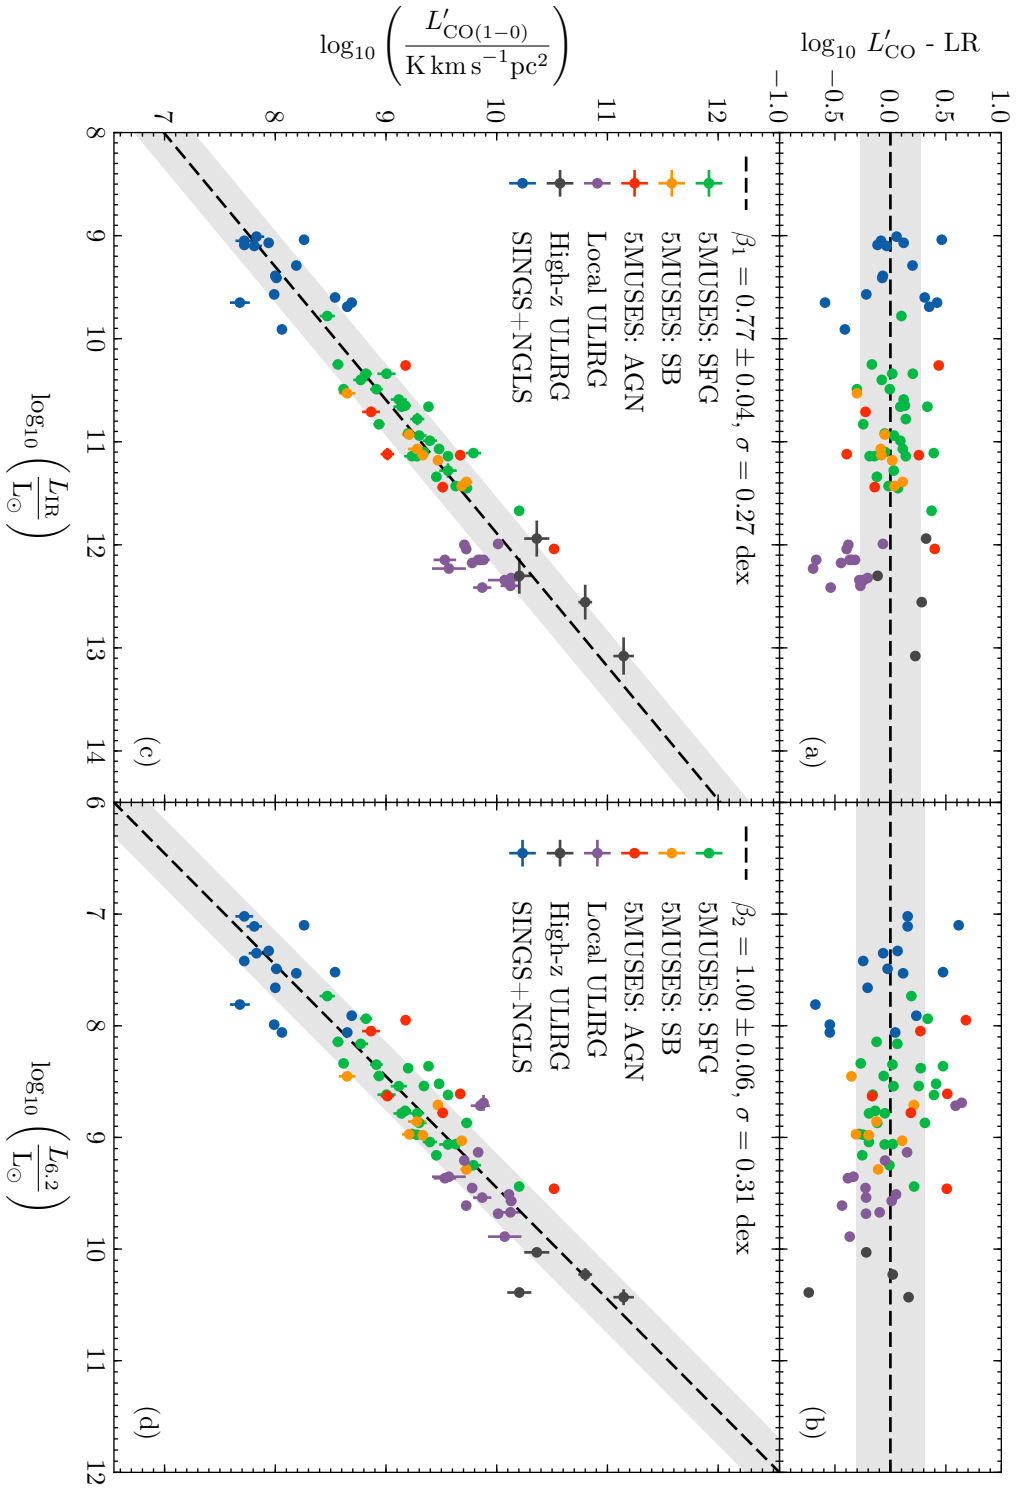 log₁₀ L′CO - LR
1.0
0.5
0.0
−0.5
−1.0
(a)
(b)
log₁₀ (L′CO(1−0) / K km s⁻¹pc²)
12
11
10
9
8
7
β₁ = 0.77 ± 0.04, σ = 0.27 dex
5MUSES: SFG
5MUSES: SB
5MUSES: AGN
Local ULIRG
High-z ULIRG
SINGS+NGLS
(c)
β₂ = 1.00 ± 0.06, σ = 0.31 dex
5MUSES: SFG
5MUSES: SB
5MUSES: AGN
Local ULIRG
High-z ULIRG
SINGS+NGLS
(d)
8 9 10 11 12 13 14
6 7 8 9 10 11 12
log₁₀ (L_IR / L⊙)
log₁₀ (L₆.₂ / L⊙)